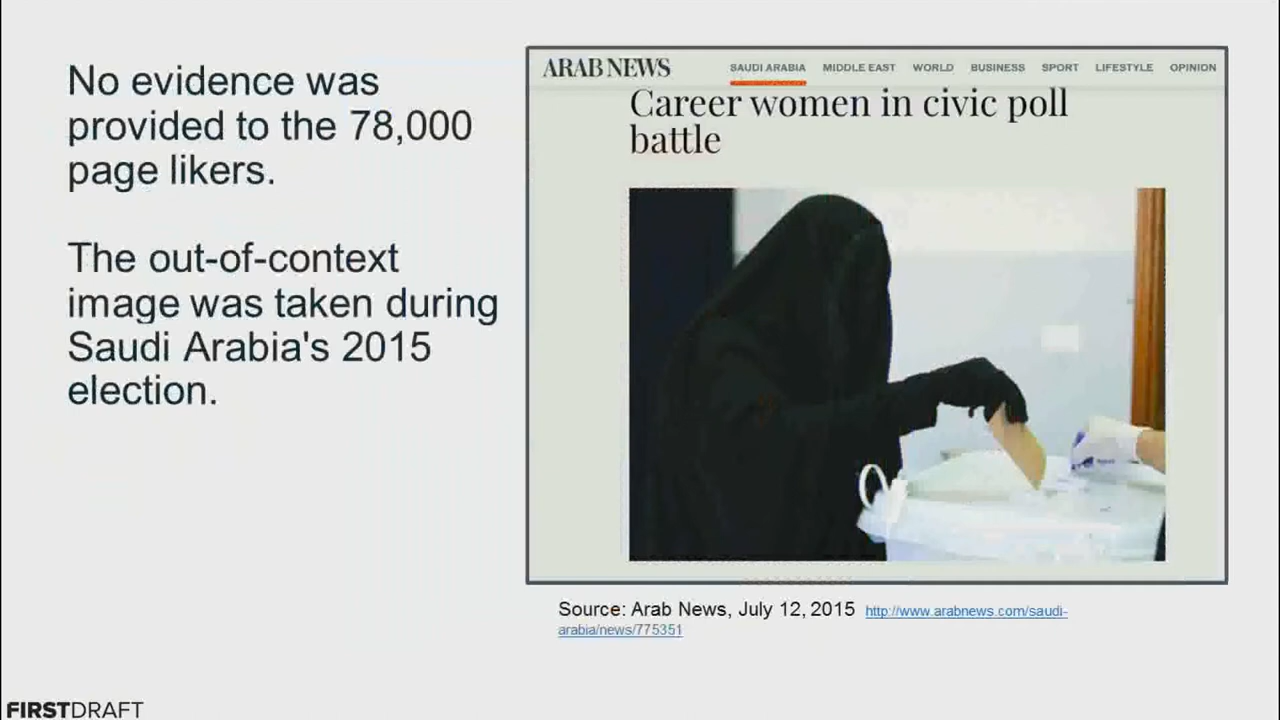 No evidence was
provided to the 78,000
page likers.
The out-of-context
image was taken during
Saudi Arabia's 2015
election.
ARAB NEWS
SAUDI ARABIA MIDDLE EAST WORLD BUSINESS SPORT LIFESTYLE OPINION
Career women in civic poll
battle
Source: Arab News, July 12, 2015 http://www.arabnews.com/saudi-
arabia/news/775351
FIRSTDRAFT